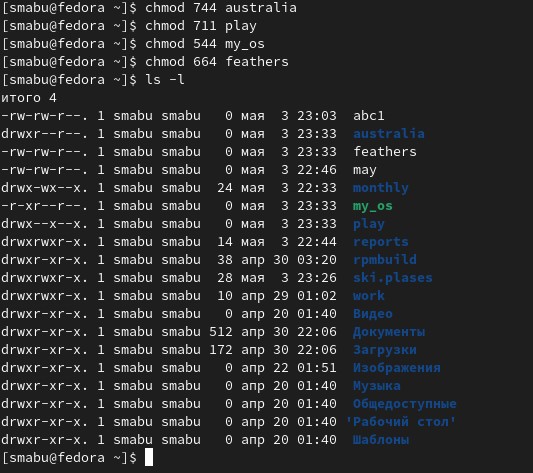 [smabu@fedora ~]$ chmod 744 australia
[smabu@fedora ~]$ chmod 711 play
[smabu@fedora ~]$ chmod 544 my_os
[smabu@fedora ~]$ chmod 664 feathers
[smabu@fedora ~]$ ls -l
итого 4
-rw-rw-r--. 1 smabu smabu   0 мая  3 23:03  abc1
drwxr--r--. 1 smabu smabu   0 мая  3 23:33  australia
-rw-rw-r--. 1 smabu smabu   0 мая  3 23:33  feathers
-rw-rw-r--. 1 smabu smabu   0 мая  3 22:46  may
drwx-wx--x. 1 smabu smabu  24 мая  3 22:33  monthly
-r-xr--r--. 1 smabu smabu   0 мая  3 23:33  my_os
drwx--x--x. 1 smabu smabu   0 мая  3 23:33  play
drwxrwxr-x. 1 smabu smabu  14 мая  3 22:44  reports
drwxr-xr-x. 1 smabu smabu  38 апр 30 03:20  rpmbuild
drwxrwxr-x. 1 smabu smabu  28 мая  3 23:26  ski.plases
drwxrwxr-x. 1 smabu smabu  10 апр 29 01:02  work
drwxr-xr-x. 1 smabu smabu   0 апр 20 01:40  Видео
drwxr-xr-x. 1 smabu smabu 512 апр 30 22:06  Документы
drwxr-xr-x. 1 smabu smabu 172 апр 30 22:06  Загрузки
drwxr-xr-x. 1 smabu smabu   0 апр 22 01:51  Изображения
drwxr-xr-x. 1 smabu smabu   0 апр 20 01:40  Музыка
drwxr-xr-x. 1 smabu smabu   0 апр 20 01:40  Общедоступные
drwxr-xr-x. 1 smabu smabu   0 апр 20 01:40 'Рабочий стол'
drwxr-xr-x. 1 smabu smabu   0 апр 20 01:40  Шаблоны
[smabu@fedora ~]$